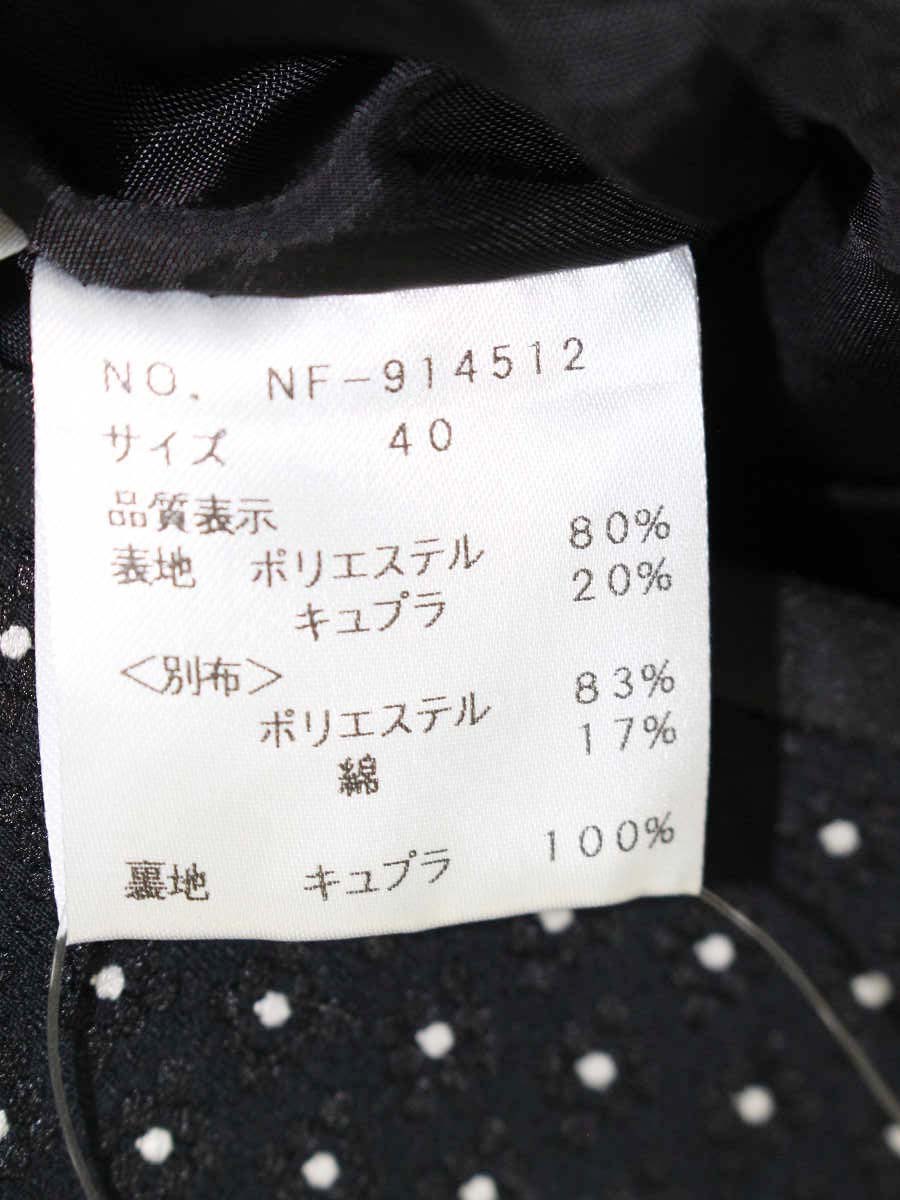 NO. NF-914512
サイズ 40
品質表示
表地 ポリエステル 80%
キュプラ 20%
<別布>
ポリエステル 83%
綿 17%
裏地 キュプラ 100%